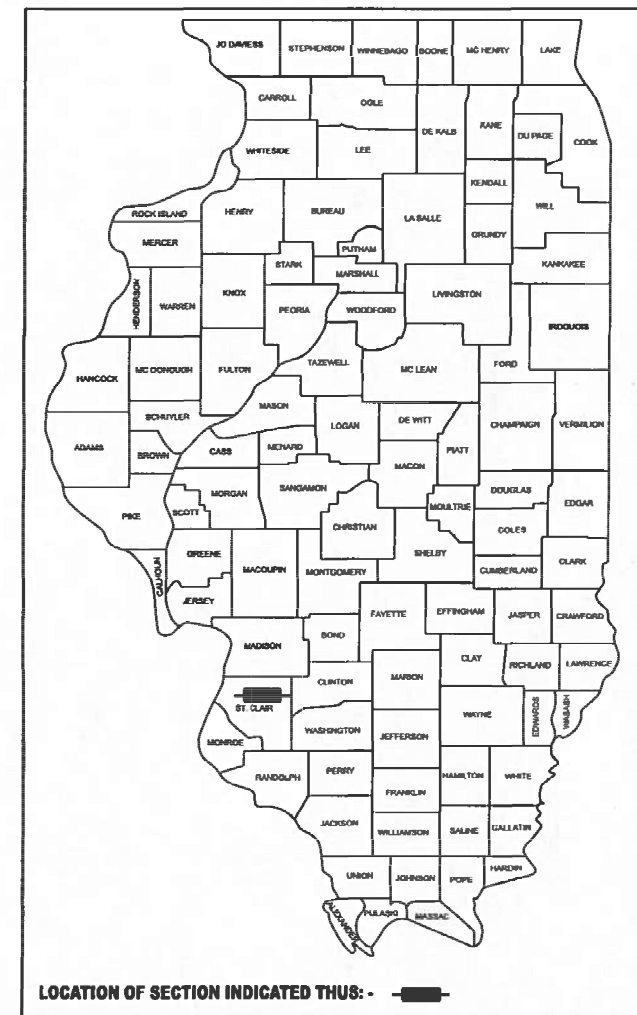 JO DAVIESS
STEPHENSON
WINNEBAGO
BOONE
MC HENRY
LAKE
CARROLL
OGLE
DE KALB
KANE
DU PAGE
COOK
WHITESIDE
LEE
KENDALL
WILL
ROCK ISLAND
HENRY
BUREAU
LA SALLE
GRUNDY
MERCER
PUTNAM
KANKAKEE
STARK
MARSHALL
HENDERSON
WARREN
KNOX
PEORIA
WOODFORD
LIVINGSTON
IROQUOIS
HANCOCK
MC DONOUGH
FULTON
TAZEWELL
MC LEAN
FORD
MASON
SCHUYLER
LOGAN
DE WITT
CHAMPAIGN
VERMILION
ADAMS
BROWN
CASS
MENARD
PIATT
MACON
SANGAMON
MORGAN
DOUGLAS
EDGAR
PIKE
SCOTT
CHRISTIAN
MOULTRIE
COLES
GREENE
MACOUPIN
MONTGOMERY
SHELBY
CUMBERLAND
CLARK
CALHOUN
JERSEY
FAYETTE
EFFINGHAM
JASPER
CRAWFORD
MADISON
BOND
CLAY
RICHLAND
LAWRENCE
CLINTON
MARION
ST. CLAIR
WAYNE
EDWARDS
WABASH
WASHINGTON
JEFFERSON
MONROE
RANDOLPH
PERRY
HAMILTON
WHITE
FRANKLIN
JACKSON
WILLIAMSON
SALINE
GALLATIN
UNION
JOHNSON
POPE
HARDIN
ALEXANDER
PULASKI
MASSAC
LOCATION OF SECTION INDICATED THUS: -